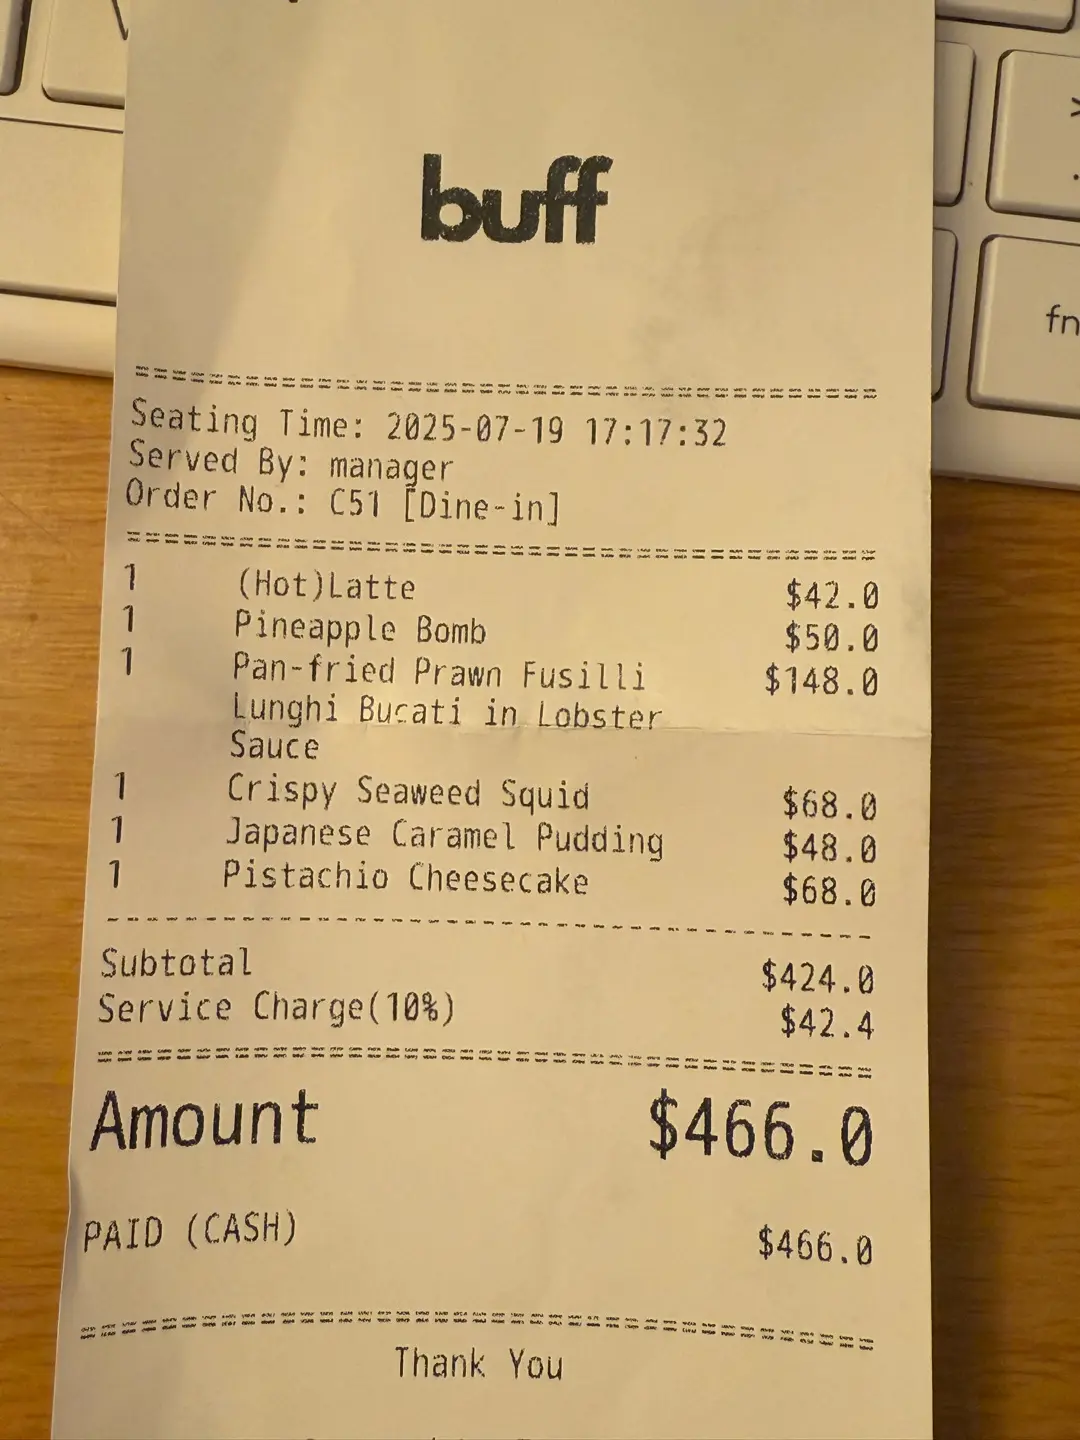 buff
Seating Time: 2025-07-19 17:17:32
Served By: manager
Order No.: C51 [Dine-in]
1 (Hot)Latte $42.0
1 Pineapple Bomb $50.0
1 Pan-fried Prawn Fusilli $148.0
Lunghi Bucati in Lobster
Sauce
1 Crispy Seaweed Squid $68.0
1 Japanese Caramel Pudding $48.0
1 Pistachio Cheesecake $68.0
Subtotal $424.0
Service Charge(10%) $42.4
Amount $466.0
PAID (CASH) $466.0
Thank You
fn